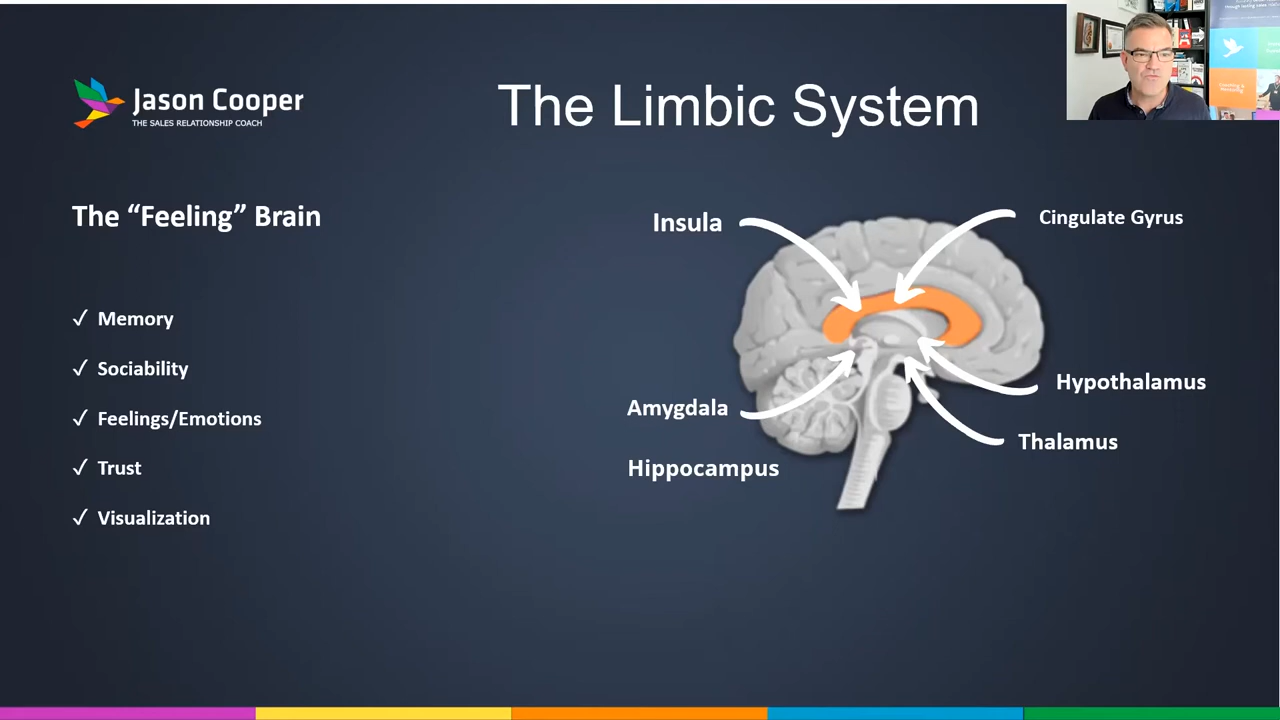 Jason Cooper
THE SALES RELATIONSHIP COACH
The Limbic System
The “Feeling” Brain
✓ Memory
✓ Sociability
✓ Feelings/Emotions
✓ Trust
✓ Visualization
Insula
Cingulate Gyrus
Amygdala
Hypothalamus
Hippocampus
Thalamus